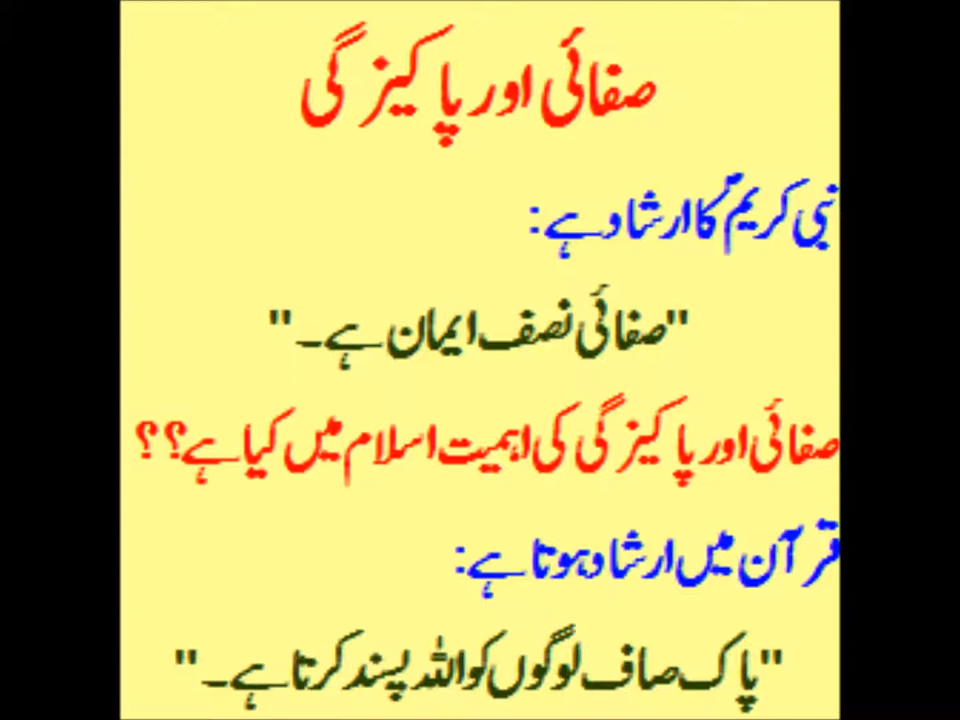 صفائی اور پاکیزگی
نبی کریمؐ کا ارشاد ہے:
"صفائی نصف ایمان ہے۔"
صفائی اور پاکیزگی کی اہمیت اسلام میں کیا ہے؟؟
قرآن میں ارشاد ہوتا ہے:
"پاک صاف لوگوں کو اللہ پسند کرتا ہے۔"